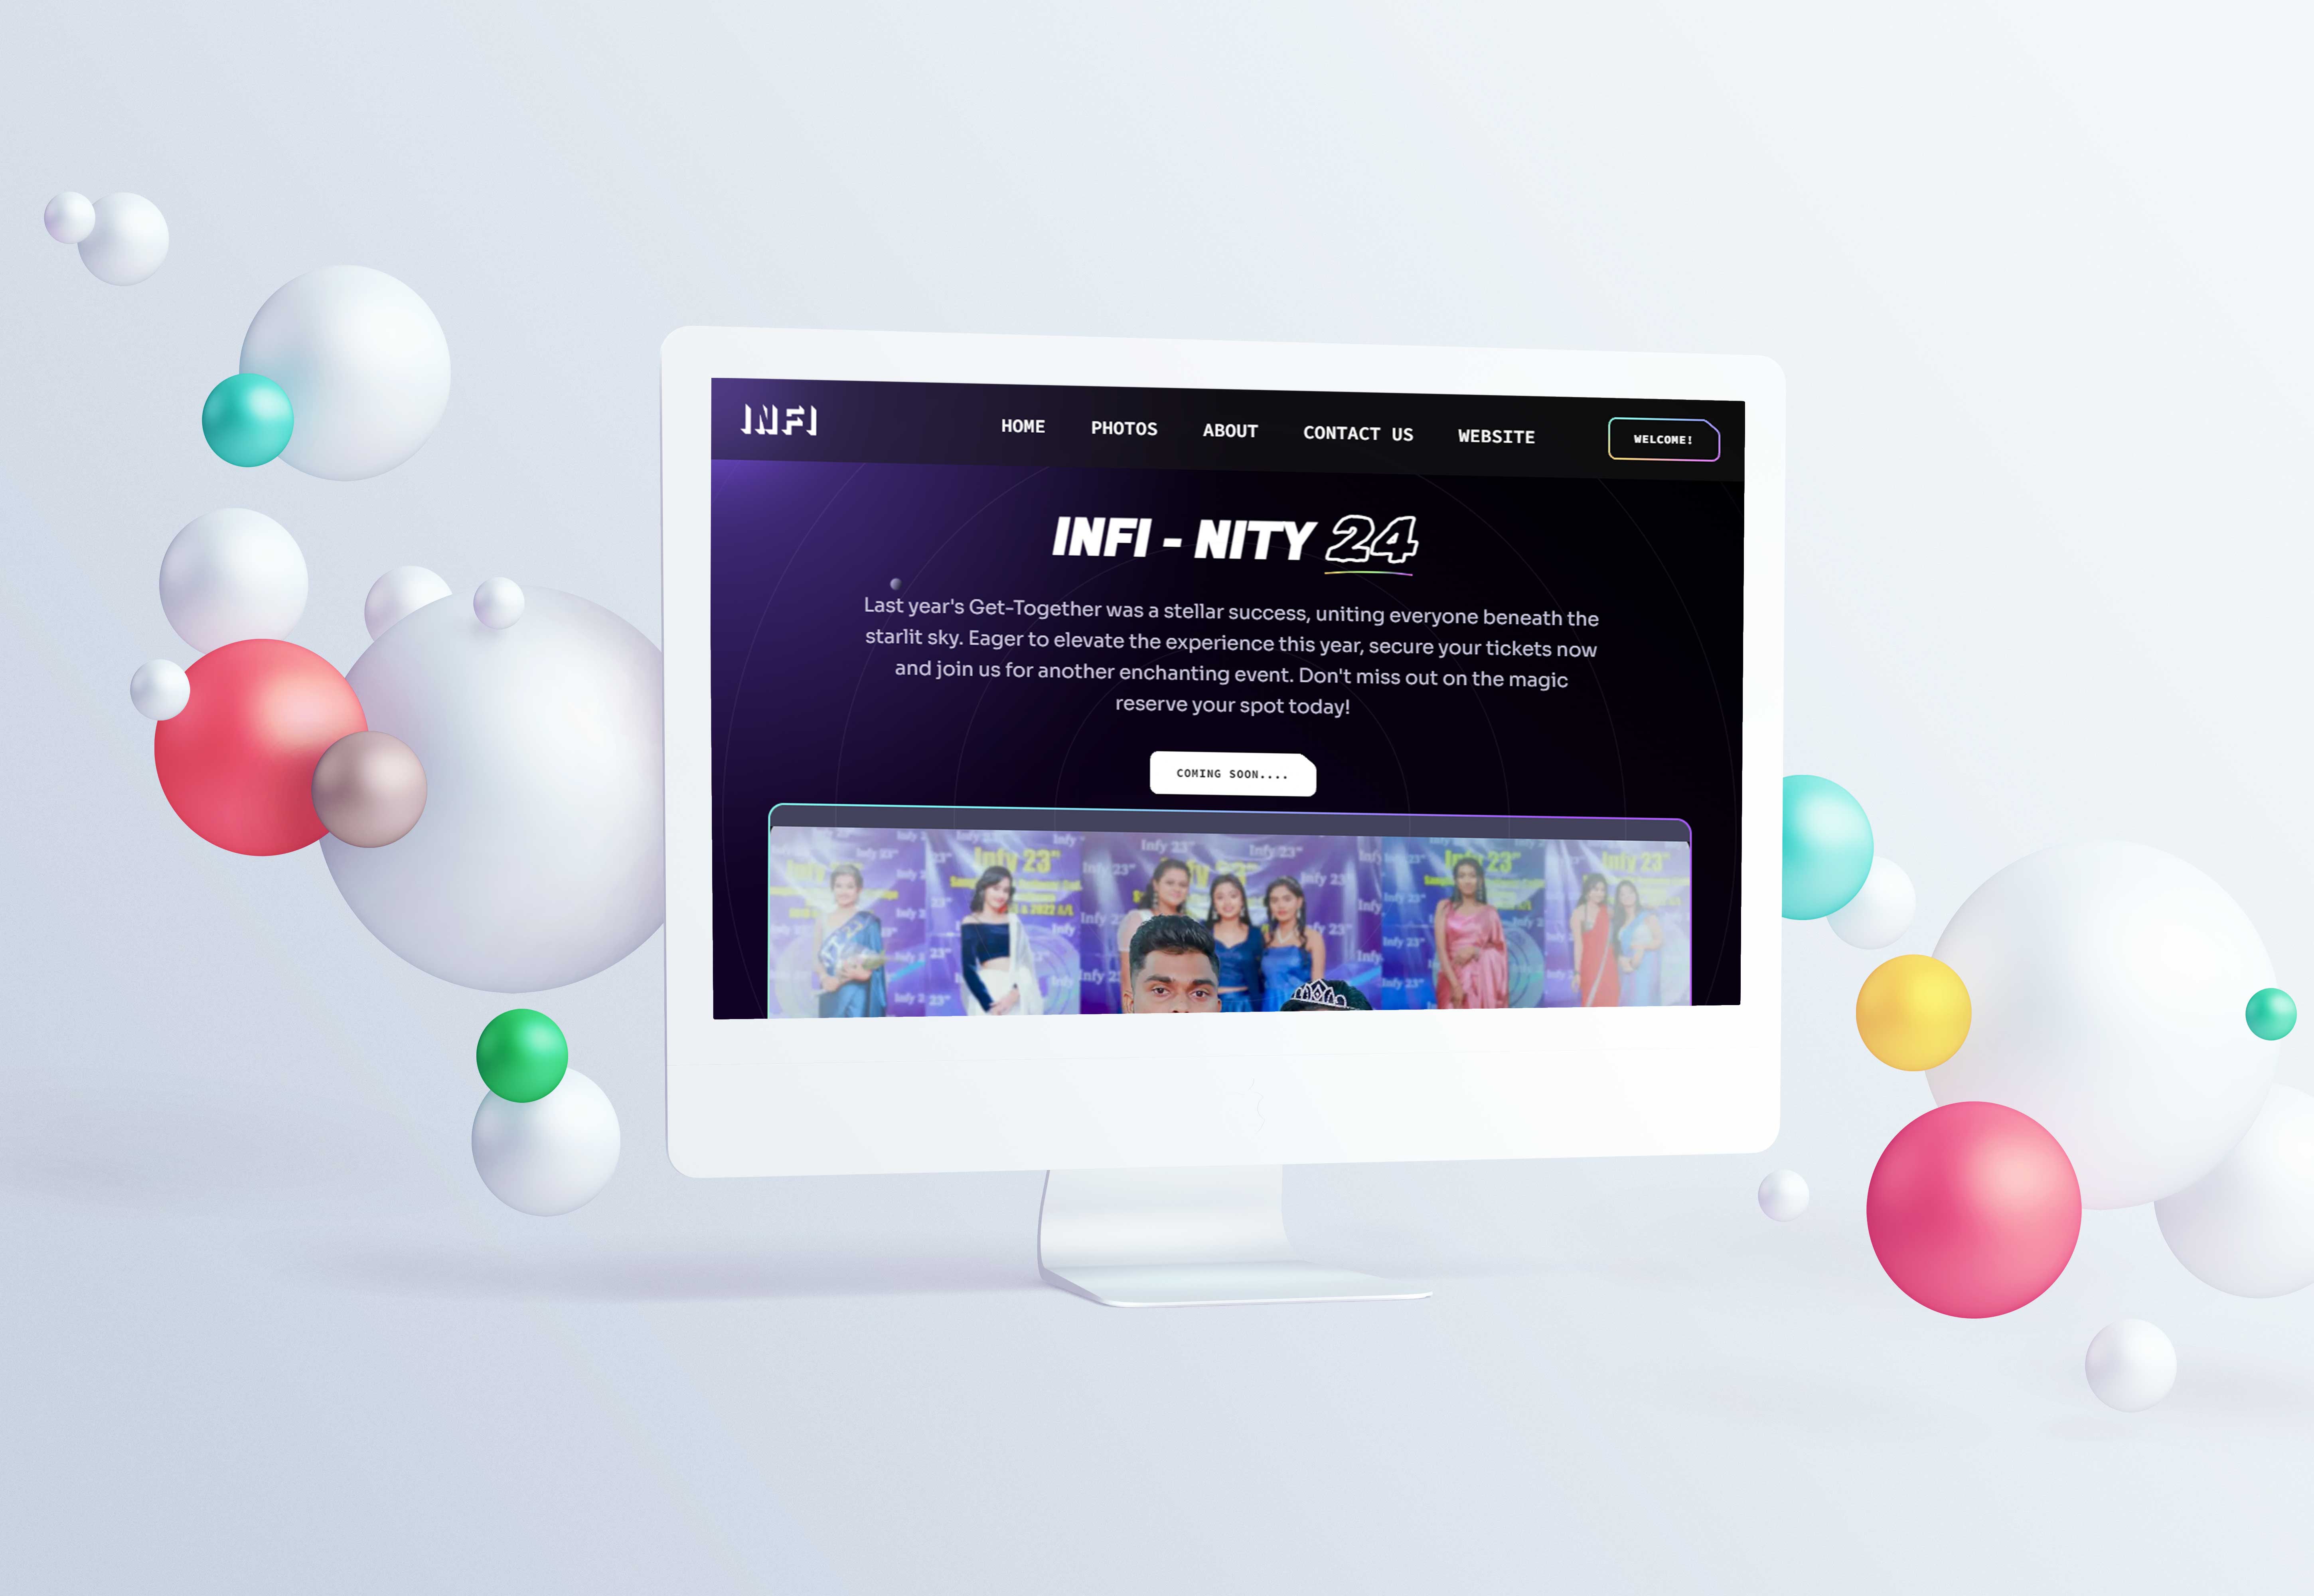 INFI
HOME PHOTOS ABOUT CONTACT US WEBSITE WELCOME!
INFI - NITY 24
Last year's Get-Together was a stellar success, uniting everyone beneath the
starlit sky. Eager to elevate the experience this year, secure your tickets now
and join us for another enchanting event. Don't miss out on the magic
reserve your spot today!
COMING SOON....
Infy 23"
Infy 23"
Infy 23"
Infy 23"
Infy 23"
& 2022 A/L